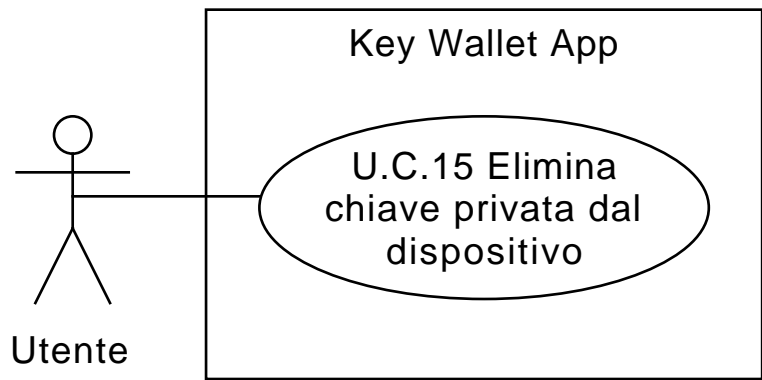 Key Wallet App
U.C.15 Elimina
chiave privata dal
dispositivo
Utente